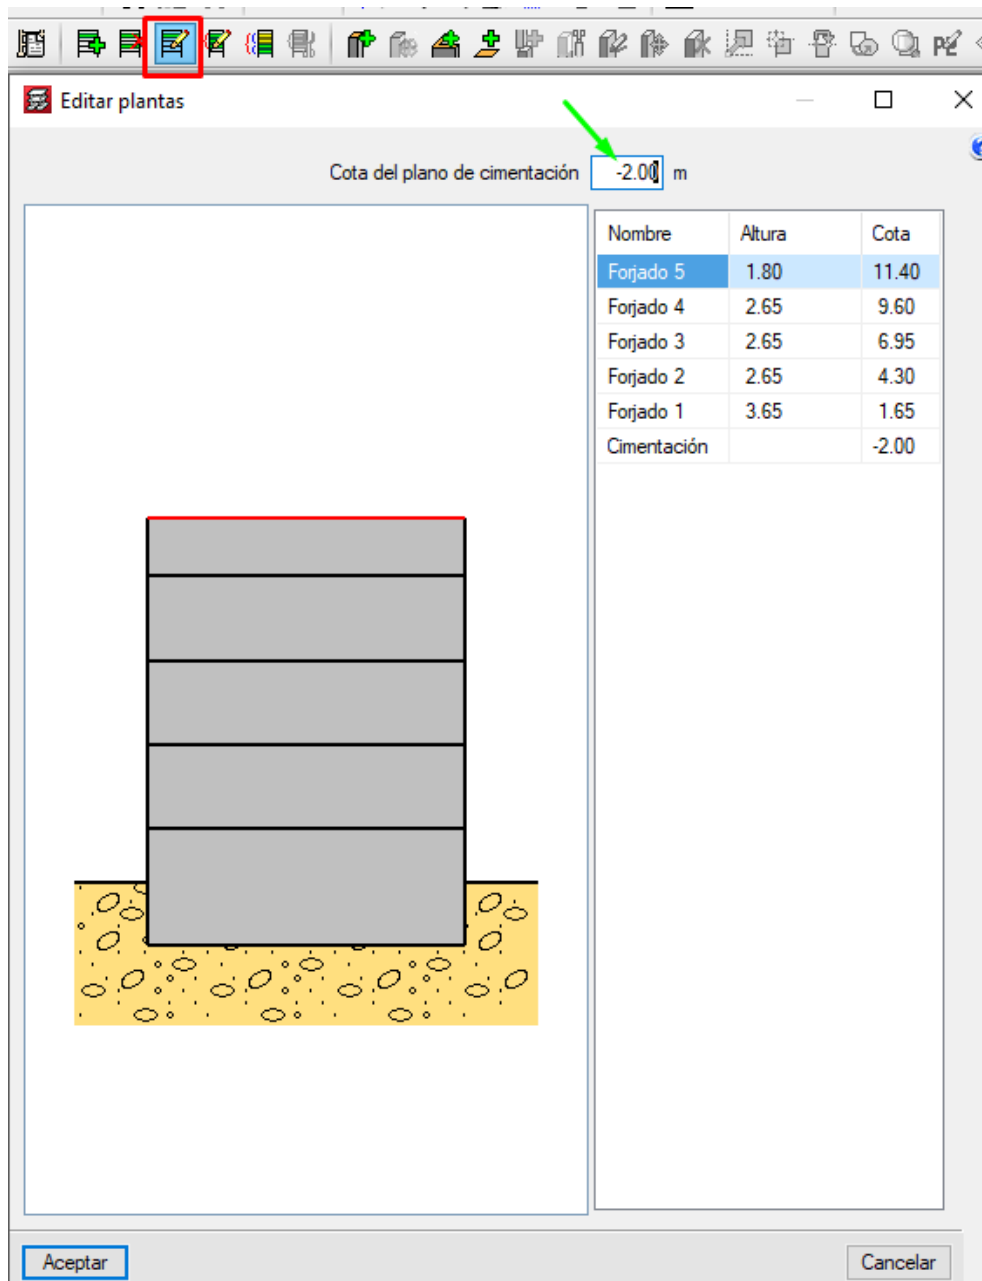 Editar plantas
Cota del plano de cimentación -2.00 m
Nombre Altura Cota
Forjado 5 1.80 11.40
Forjado 4 2.65 9.60
Forjado 3 2.65 6.95
Forjado 2 2.65 4.30
Forjado 1 3.65 1.65
Cimentación -2.00
Aceptar Cancelar